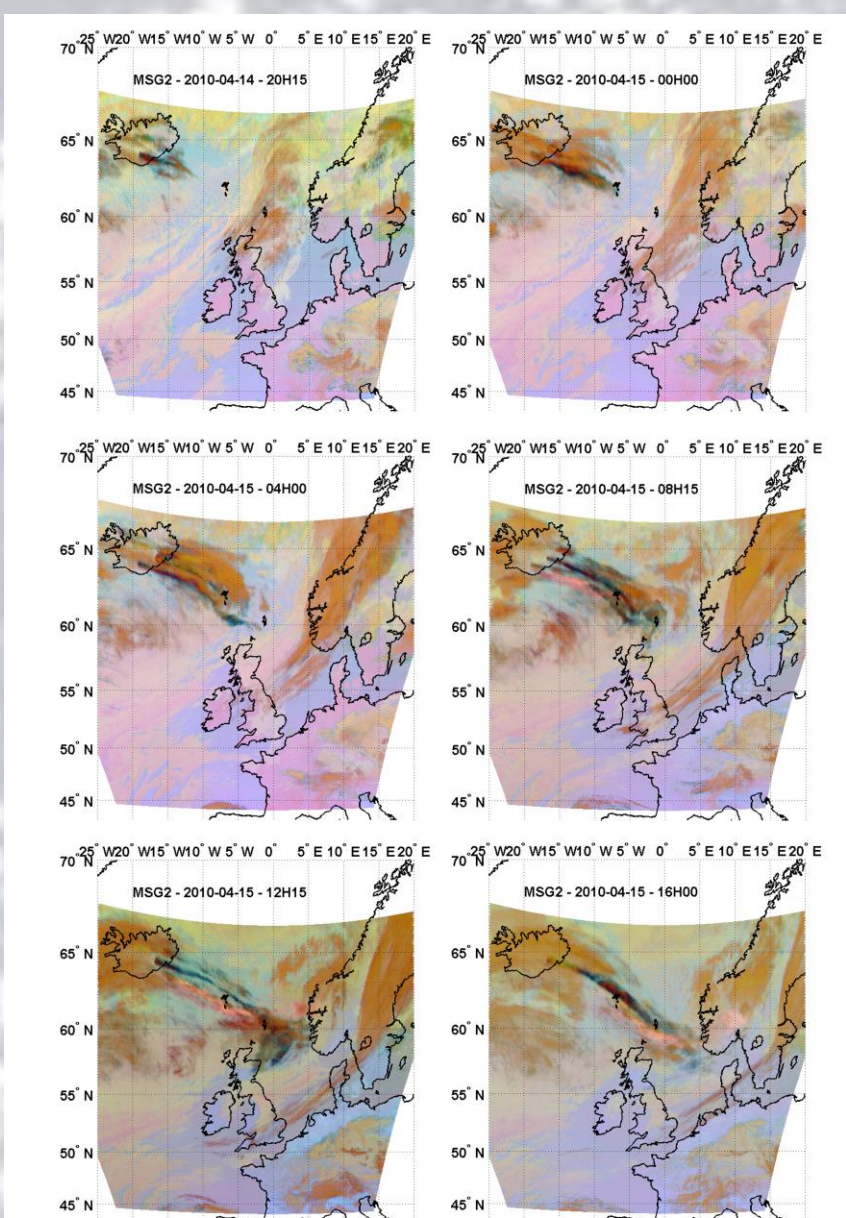 25° W20° W15° W10° W5° W 0° 5° E 10° E 15° E 20° E
70° N
MSG2 - 2010-04-14 - 20H15
65° N
60° N
55° N
50° N
45° N
25° W20° W15° W10° W 5° W 0° 5° E 10° E 15° E 20° E
70° N
MSG2 - 2010-04-15 - 00H00
65° N
60° N
55° N
50° N
45° N
25° W20° W15° W10° W 5° W 0° 5° E 10° E 15° E 20° E
70° N
MSG2 - 2010-04-15 - 04H00
65° N
60° N
55° N
50° N
45° N
25° W20° W15° W10° W 5° W 0° 5° E 10° E 15° E 20° E
70° N
MSG2 - 2010-04-15 - 08H15
65° N
60° N
55° N
50° N
45° N
25° W20° W15° W10° W 5° W 0° 5° E 10° E 15° E 20° E
70° N
MSG2 - 2010-04-15 - 12H15
65° N
60° N
55° N
50° N
45° N
25° W20° W15° W10° W 5° W 0° 5° E 10° E 15° E 20° E
70° N
MSG2 - 2010-04-15 - 16H00
65° N
60° N
55° N
50° N
45° N